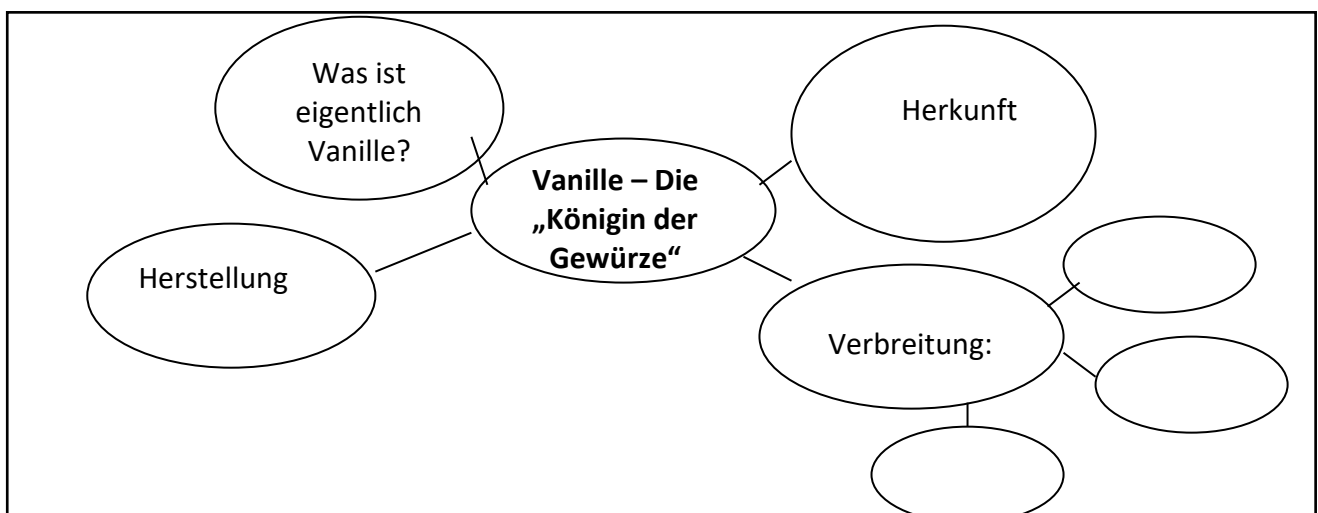 Was ist
eigentlich
Vanille?
Herkunft
Vanille – Die
„Königin der
Gewürze“
Herstellung
Verbreitung: